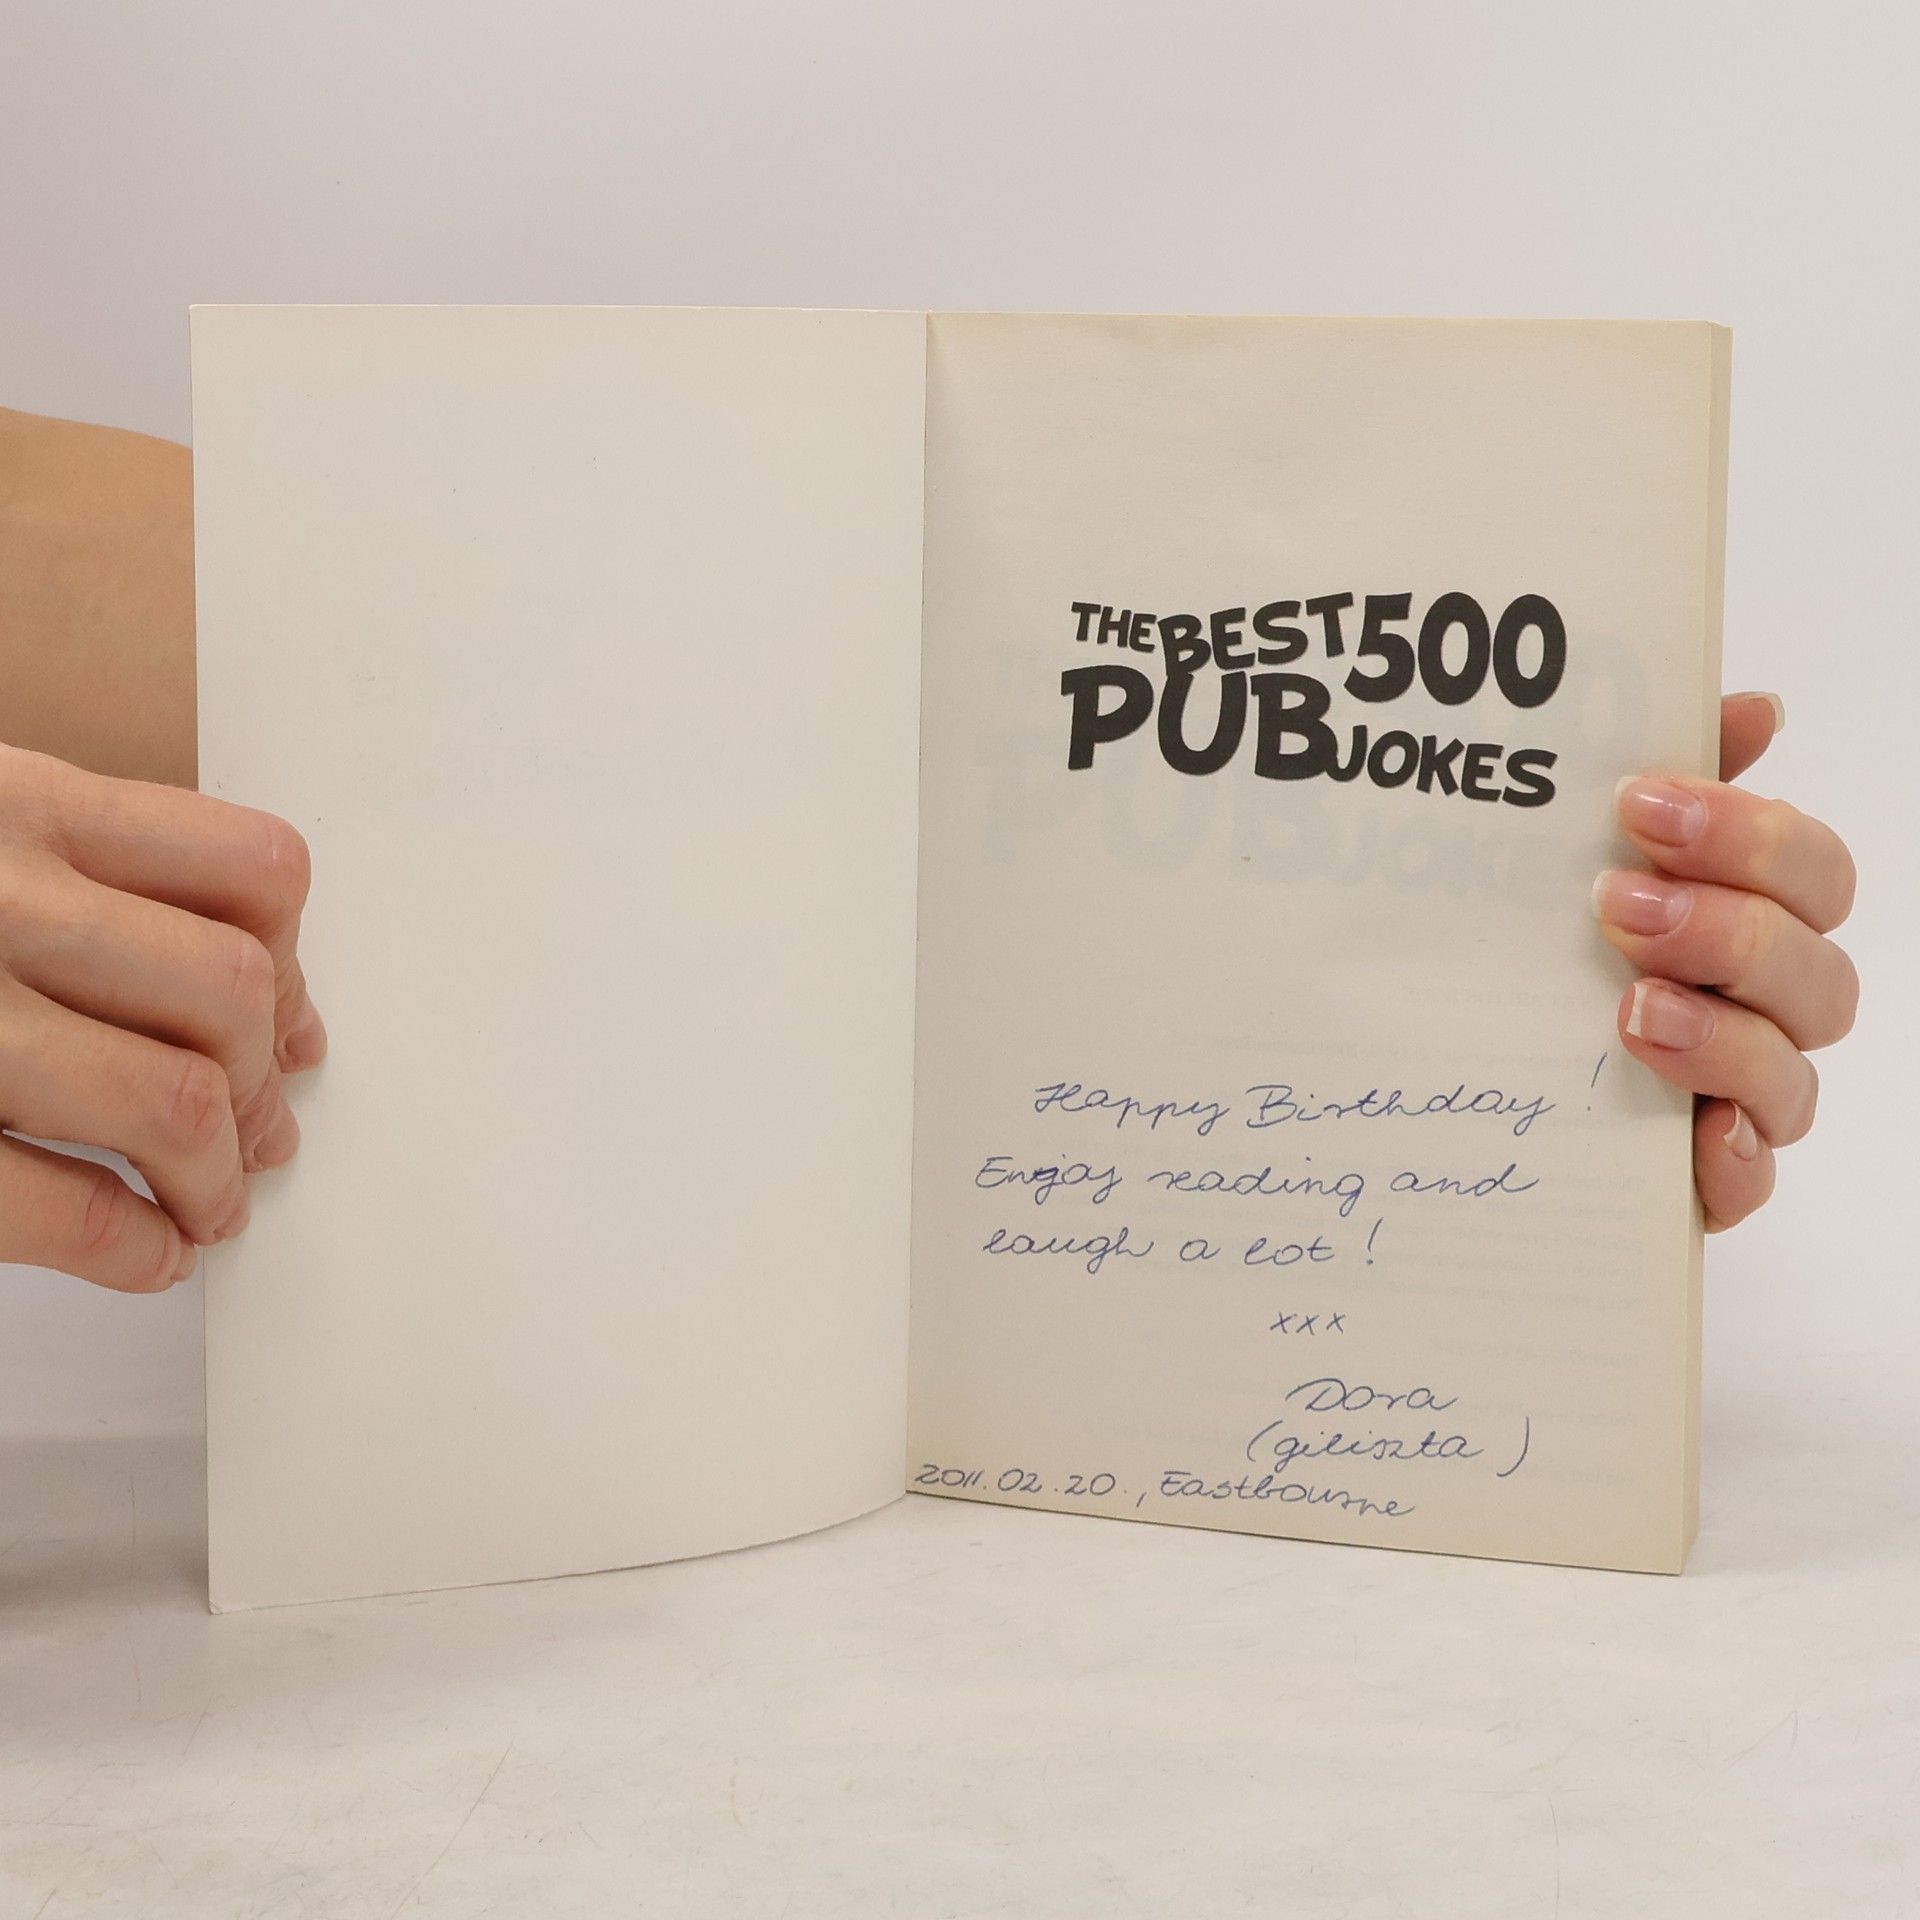 THE BEST 500
PUB JOKES
Happy Birthday!
Enjoy reading and
laugh a lot!
xxx
Dora
(giliszta)
2011.02.20., Eastbourne